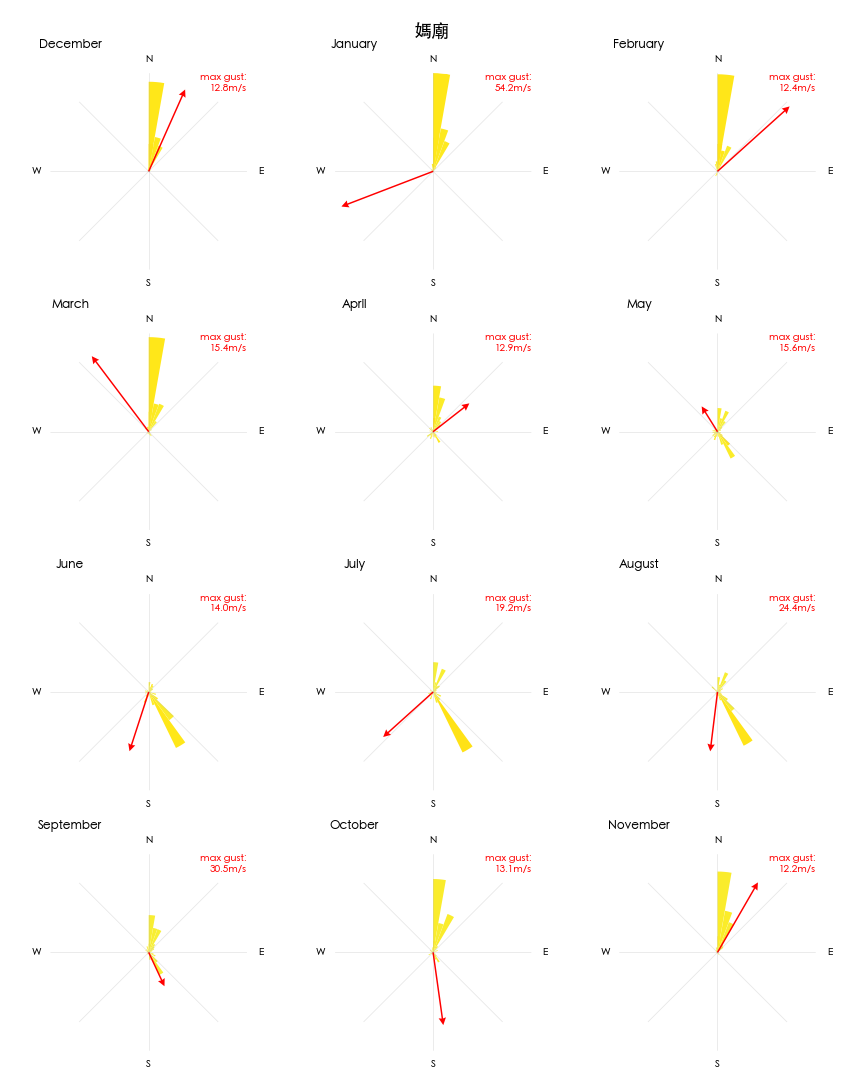 媽廟
December
N
max gust:
12.8m/s
W
E
S
January
N
max gust:
54.2m/s
W
E
S
February
N
max gust:
12.4m/s
W
E
S
March
N
max gust:
15.4m/s
W
E
S
April
N
max gust:
12.9m/s
W
E
S
May
N
max gust:
15.6m/s
W
E
S
June
N
max gust:
14.0m/s
W
E
S
July
N
max gust:
19.2m/s
W
E
S
August
N
max gust:
24.4m/s
W
E
S
September
N
max gust:
30.5m/s
W
E
S
October
N
max gust:
13.1m/s
W
E
S
November
N
max gust:
12.2m/s
W
E
S